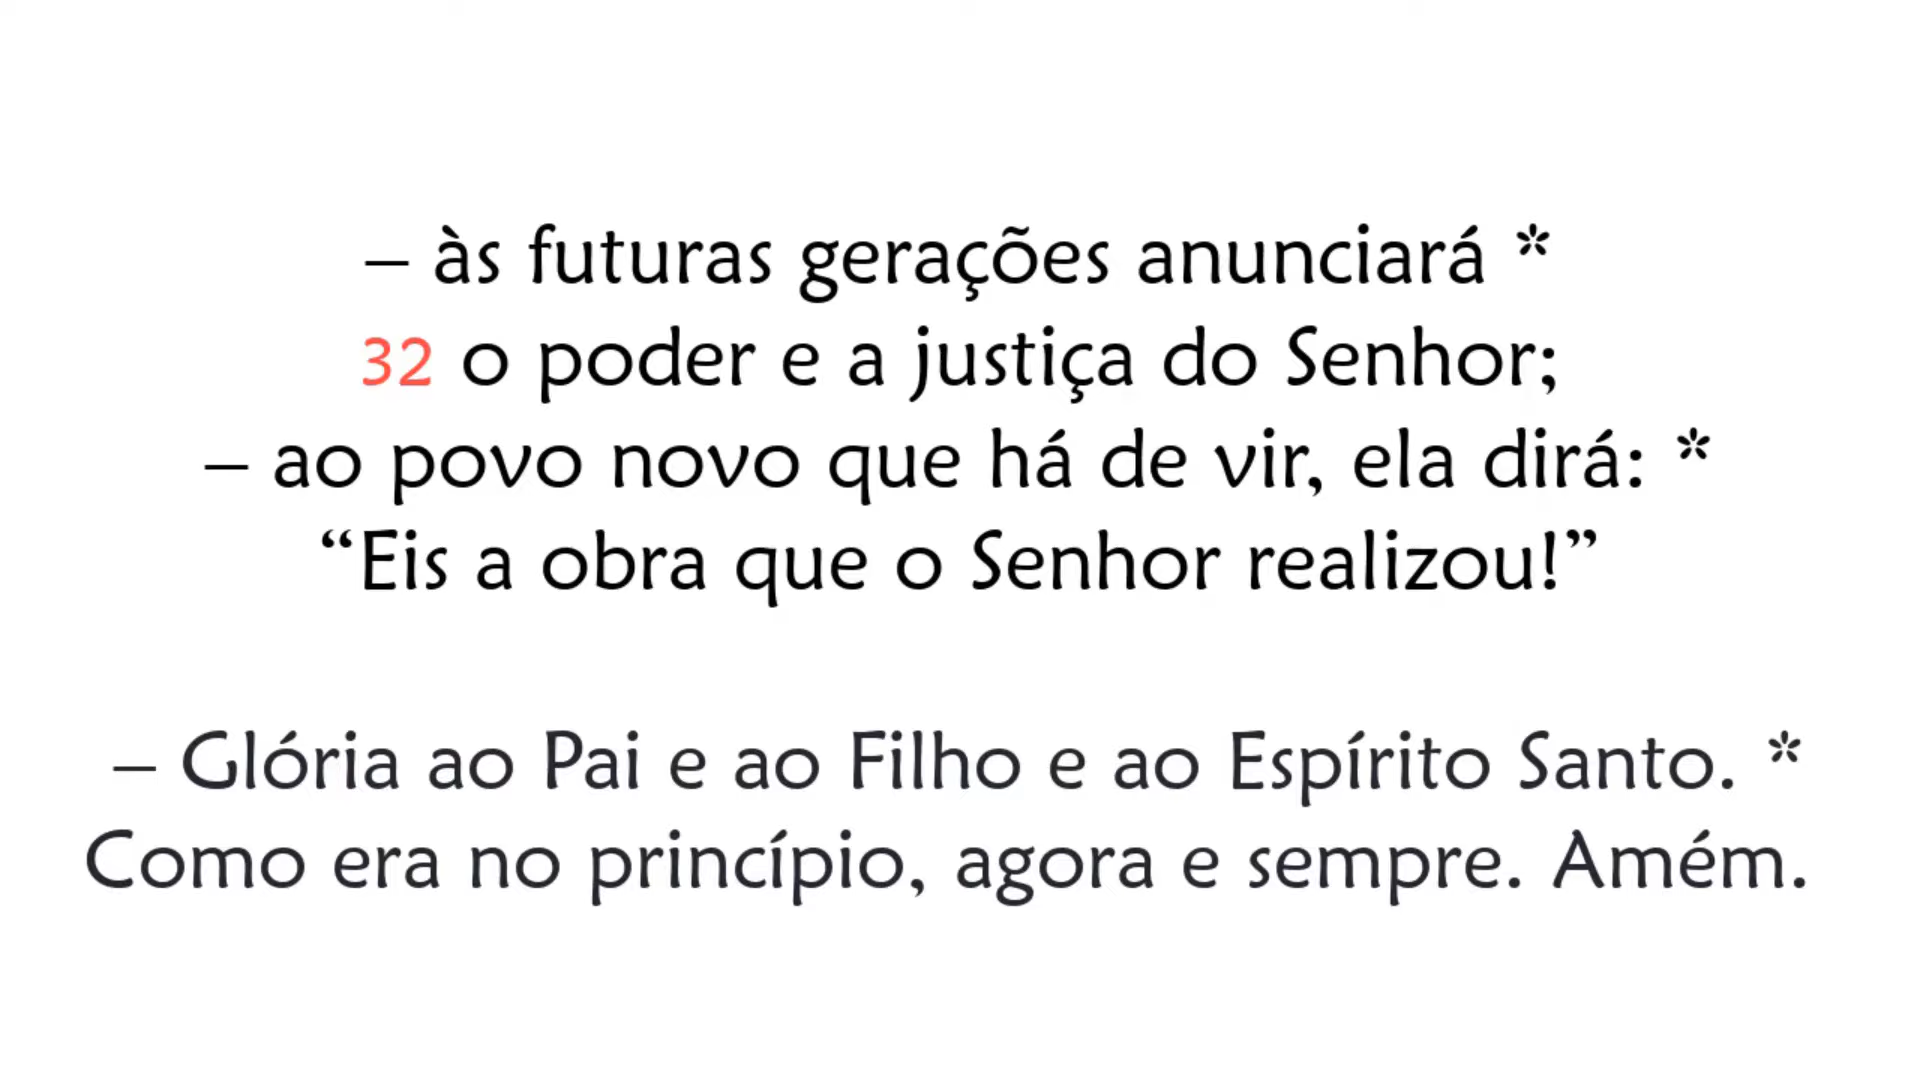 – às futuras gerações anunciará *
32 o poder e a justiça do Senhor;
– ao povo novo que há de vir, ela dirá: *
“Eis a obra que o Senhor realizou!”
– Glória ao Pai e ao Filho e ao Espírito Santo. *
Como era no princípio, agora e sempre. Amém.